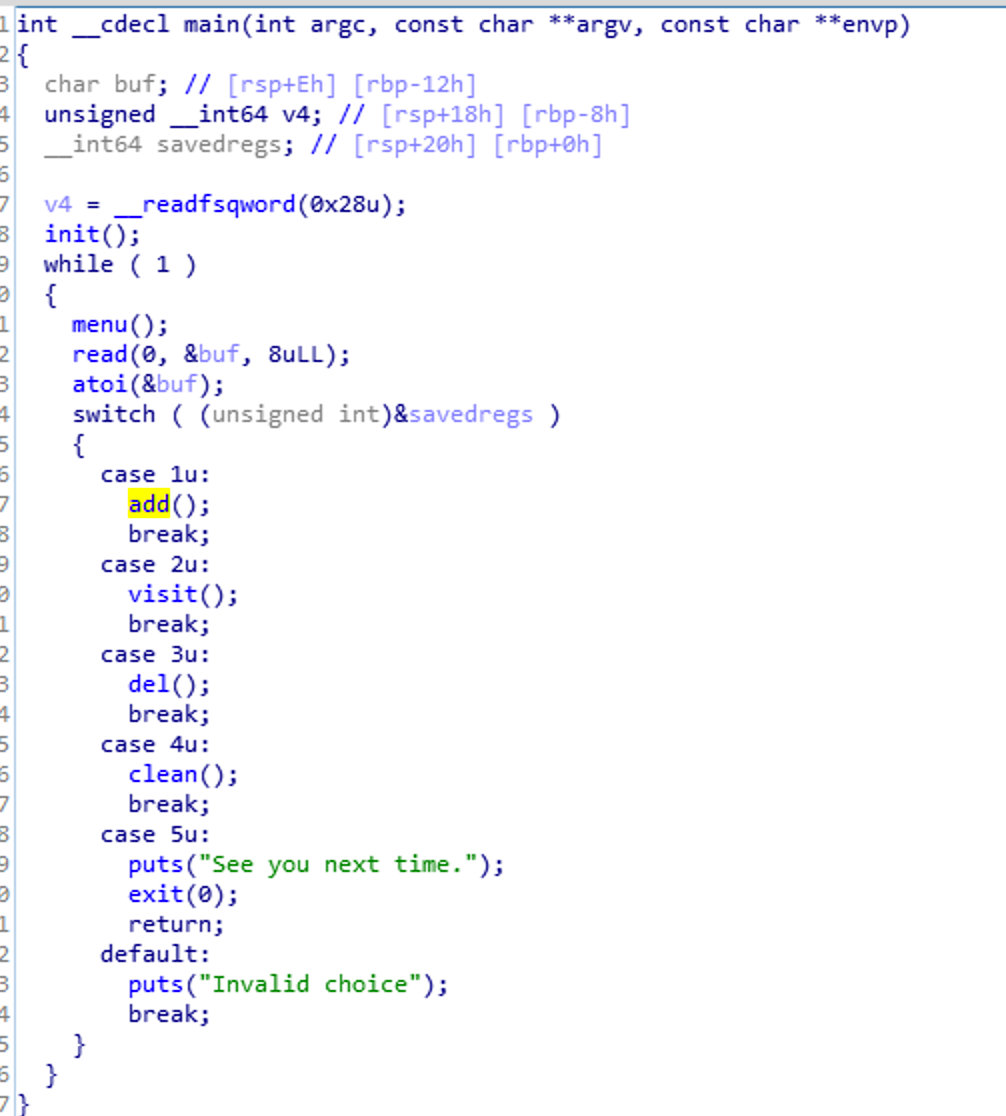 1 int __cdecl main(int argc, const char **argv, const char **envp)
2 {
3   char buf; // [rsp+Eh] [rbp-12h]
4   unsigned __int64 v4; // [rsp+18h] [rbp-8h]
5   __int64 savedregs; // [rsp+20h] [rbp+0h]
6
7   v4 = __readfsqword(0x28u);
8   init();
9   while ( 1 )
0   {
1     menu();
2     read(0, &buf, 8uLL);
3     atoi(&buf);
4     switch ( (unsigned int)&savedregs )
5     {
6       case 1u:
7         add();
8         break;
9       case 2u:
0         visit();
1         break;
2       case 3u:
3         del();
4         break;
5       case 4u:
6         clean();
7         break;
8       case 5u:
9         puts("See you next time.");
0         exit(0);
1         return;
2       default:
3         puts("Invalid choice");
4         break;
5     }
6   }
7 }